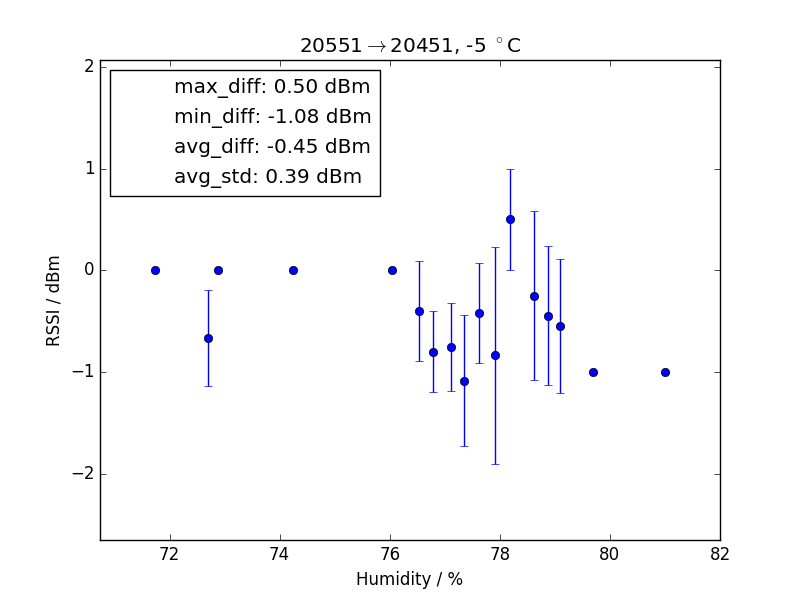 20551→20451, -5 °C
max_diff: 0.50 dBm
min_diff: -1.08 dBm
avg_diff: -0.45 dBm
avg_std: 0.39 dBm
2
1
0
−1
−2
RSSI / dBm
72 74 76 78 80 82
Humidity / %